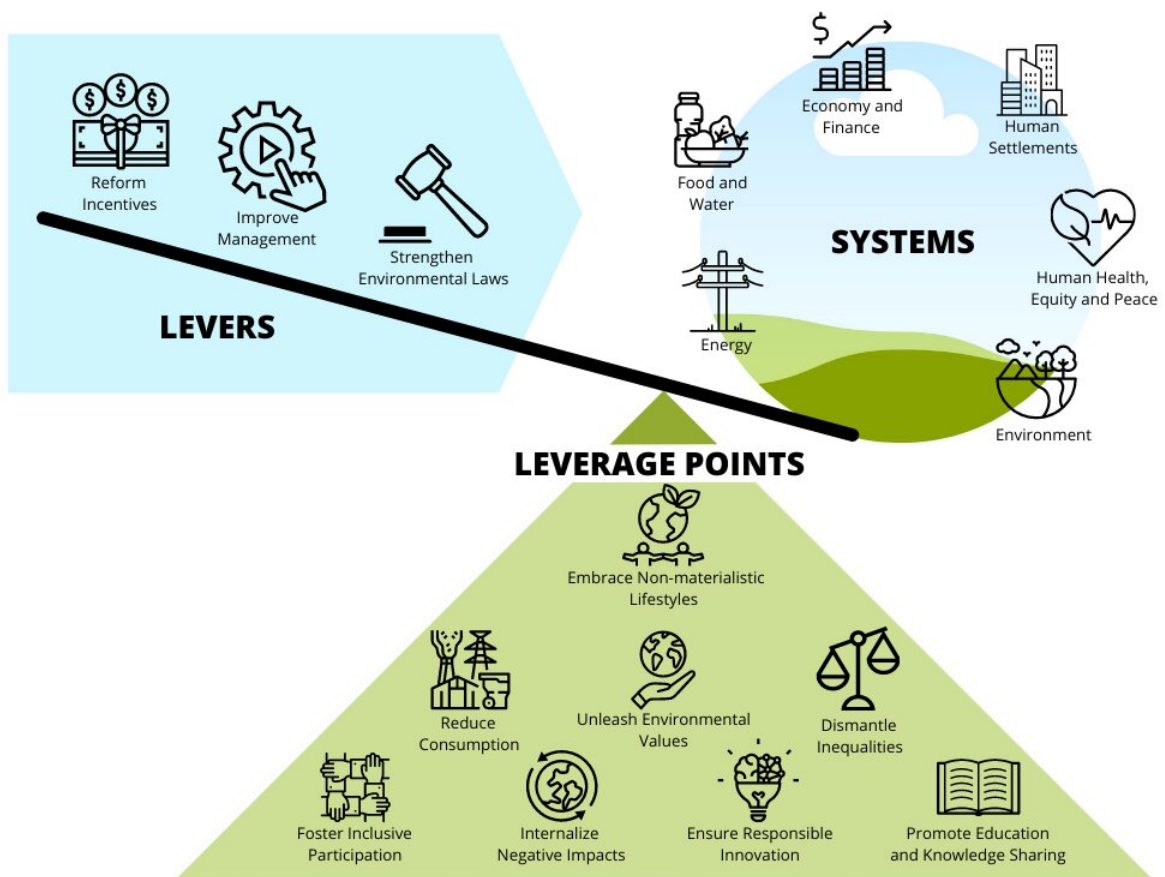 Reform
Incentives
Improve
Management
Strengthen
Environmental Laws
LEVERS
$
Economy and
Finance
Human
Settlements
Food and
Water
SYSTEMS
Human Health,
Equity and Peace
Energy
Environment
LEVERAGE POINTS
Embrace Non-materialistic
Lifestyles
Reduce
Consumption
Unleash Environmental
Values
Dismantle
Inequalities
Foster Inclusive
Participation
Internalize
Negative Impacts
Ensure Responsible
Innovation
Promote Education
and Knowledge Sharing